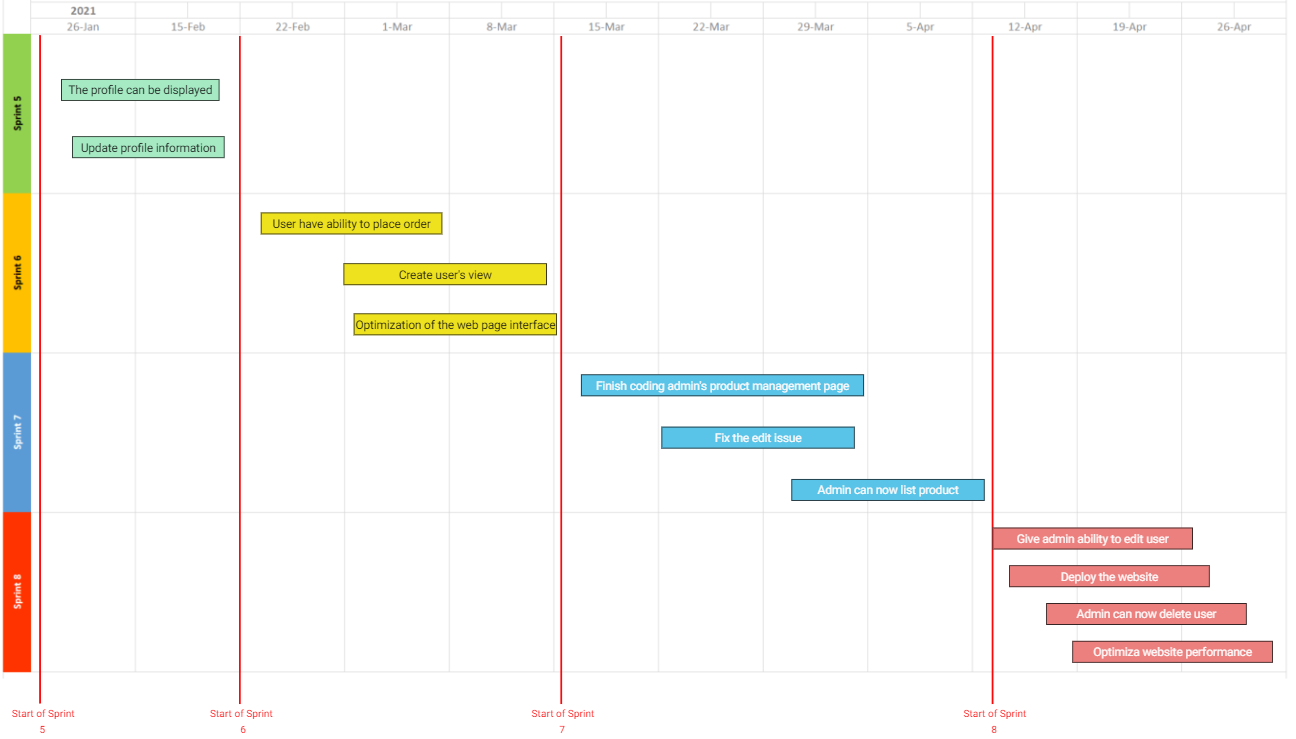 2021
26-Jan 15-Feb 22-Feb 1-Mar 8-Mar 15-Mar 22-Mar 29-Mar 5-Apr 12-Apr 19-Apr 26-Apr
Sprint 5
The profile can be displayed
Update profile information
Sprint 6
User have ability to place order
Create user's view
Optimization of the web page interface
Sprint 7
Finish coding admin's product management page
Fix the edit issue
Admin can now list product
Sprint 8
Give admin ability to edit user
Deploy the website
Admin can now delete user
Optimiza website performance
Start of Sprint
5
Start of Sprint
6
Start of Sprint
7
Start of Sprint
8